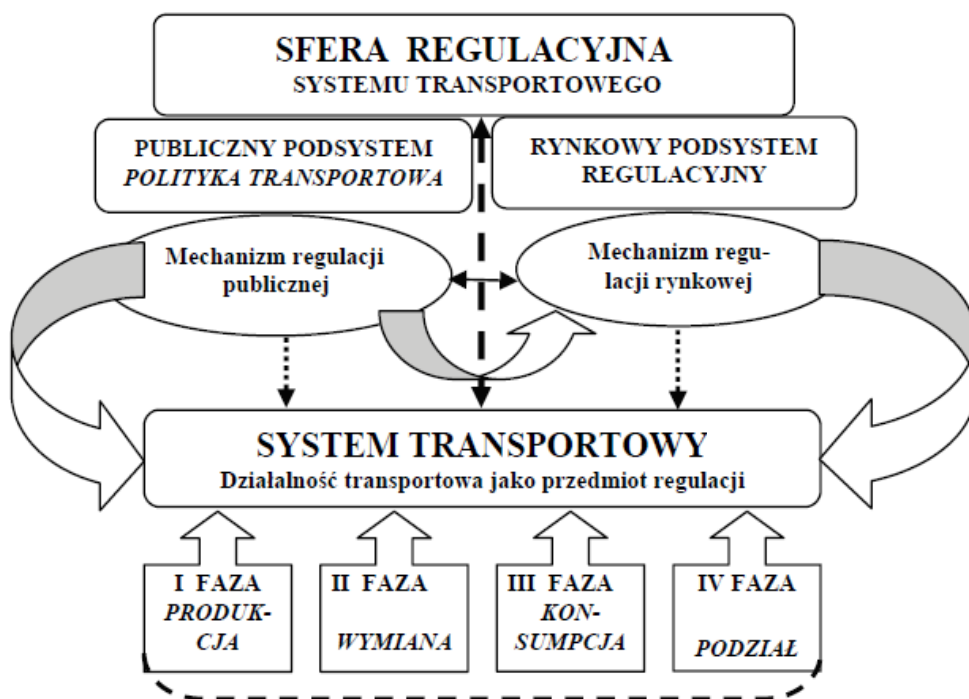 SFERA REGULACYJNA
SYSTEMU TRANSPORTOWEGO
PUBLICZNY PODSYSTEM
POLITYKA TRANSPORTOWA
RYNKOWY PODSYSTEM
REGULACYJNY
Mechanizm regulacji
publicznej
Mechanizm regu-
lacji rynkowej
SYSTEM TRANSPORTOWY
Działalność transportowa jako przedmiot regulacji
I FAZA
PRODUK-
CJA
II FAZA
WYMIANA
III FAZA
KON-
SUMPCJA
IV FAZA
PODZIAŁ